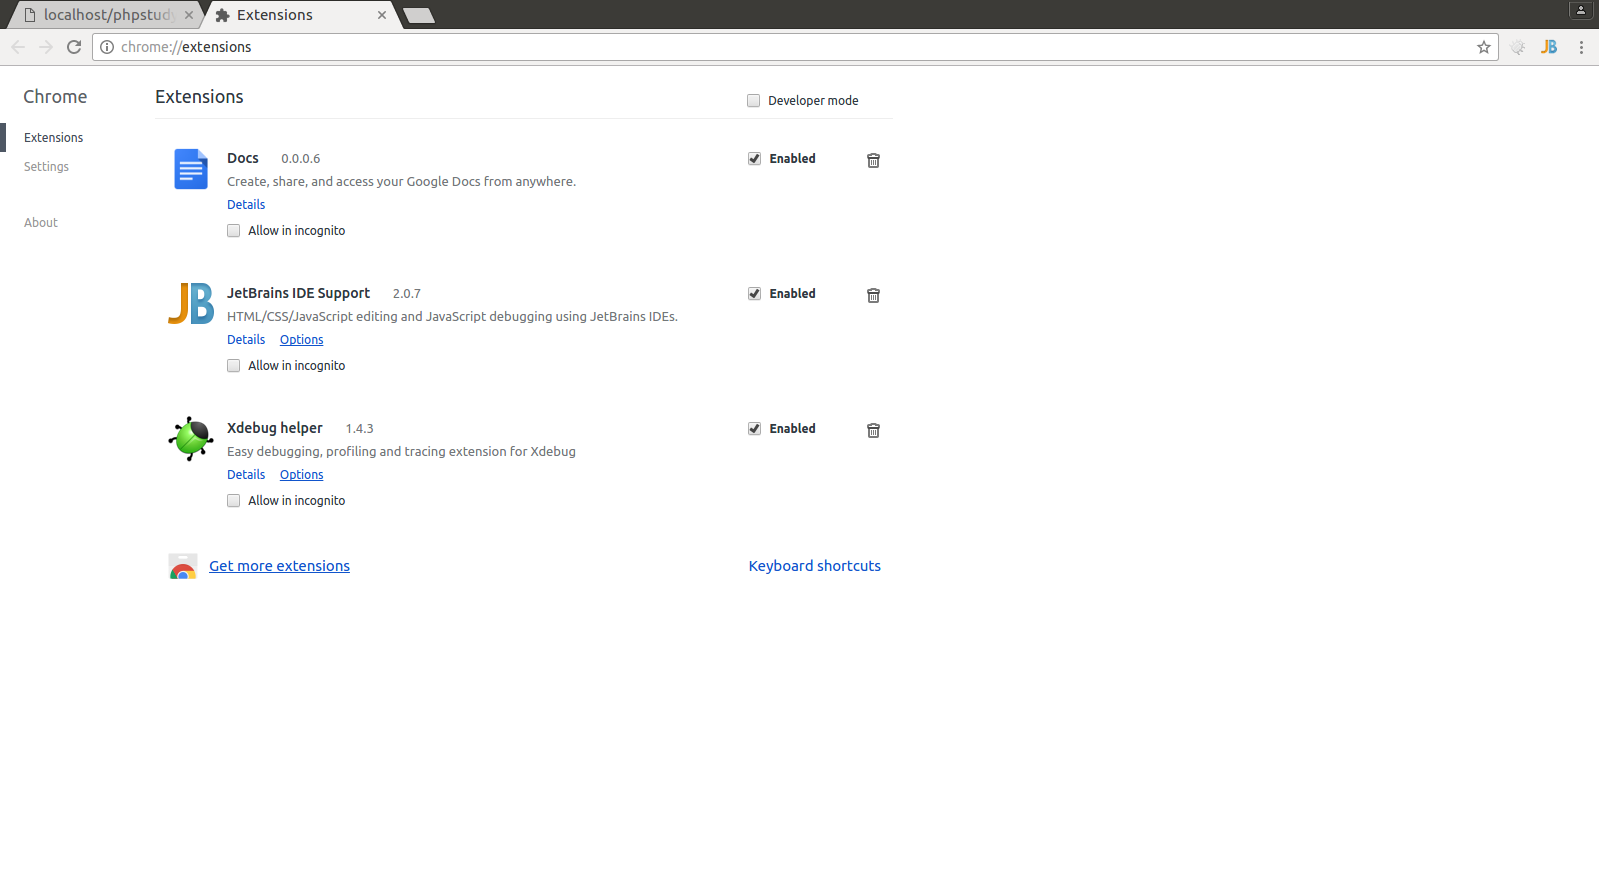 localhost/phpstudy
Extensions
chrome://extensions
JB
Chrome
Extensions
Developer mode
Extensions
Settings
About
Docs 0.0.0.6
Enabled
Create, share, and access your Google Docs from anywhere.
Details
Allow in incognito
JB
JetBrains IDE Support 2.0.7
Enabled
HTML/CSS/JavaScript editing and JavaScript debugging using JetBrains IDEs.
Details Options
Allow in incognito
Xdebug helper 1.4.3
Enabled
Easy debugging, profiling and tracing extension for Xdebug
Details Options
Allow in incognito
Get more extensions
Keyboard shortcuts